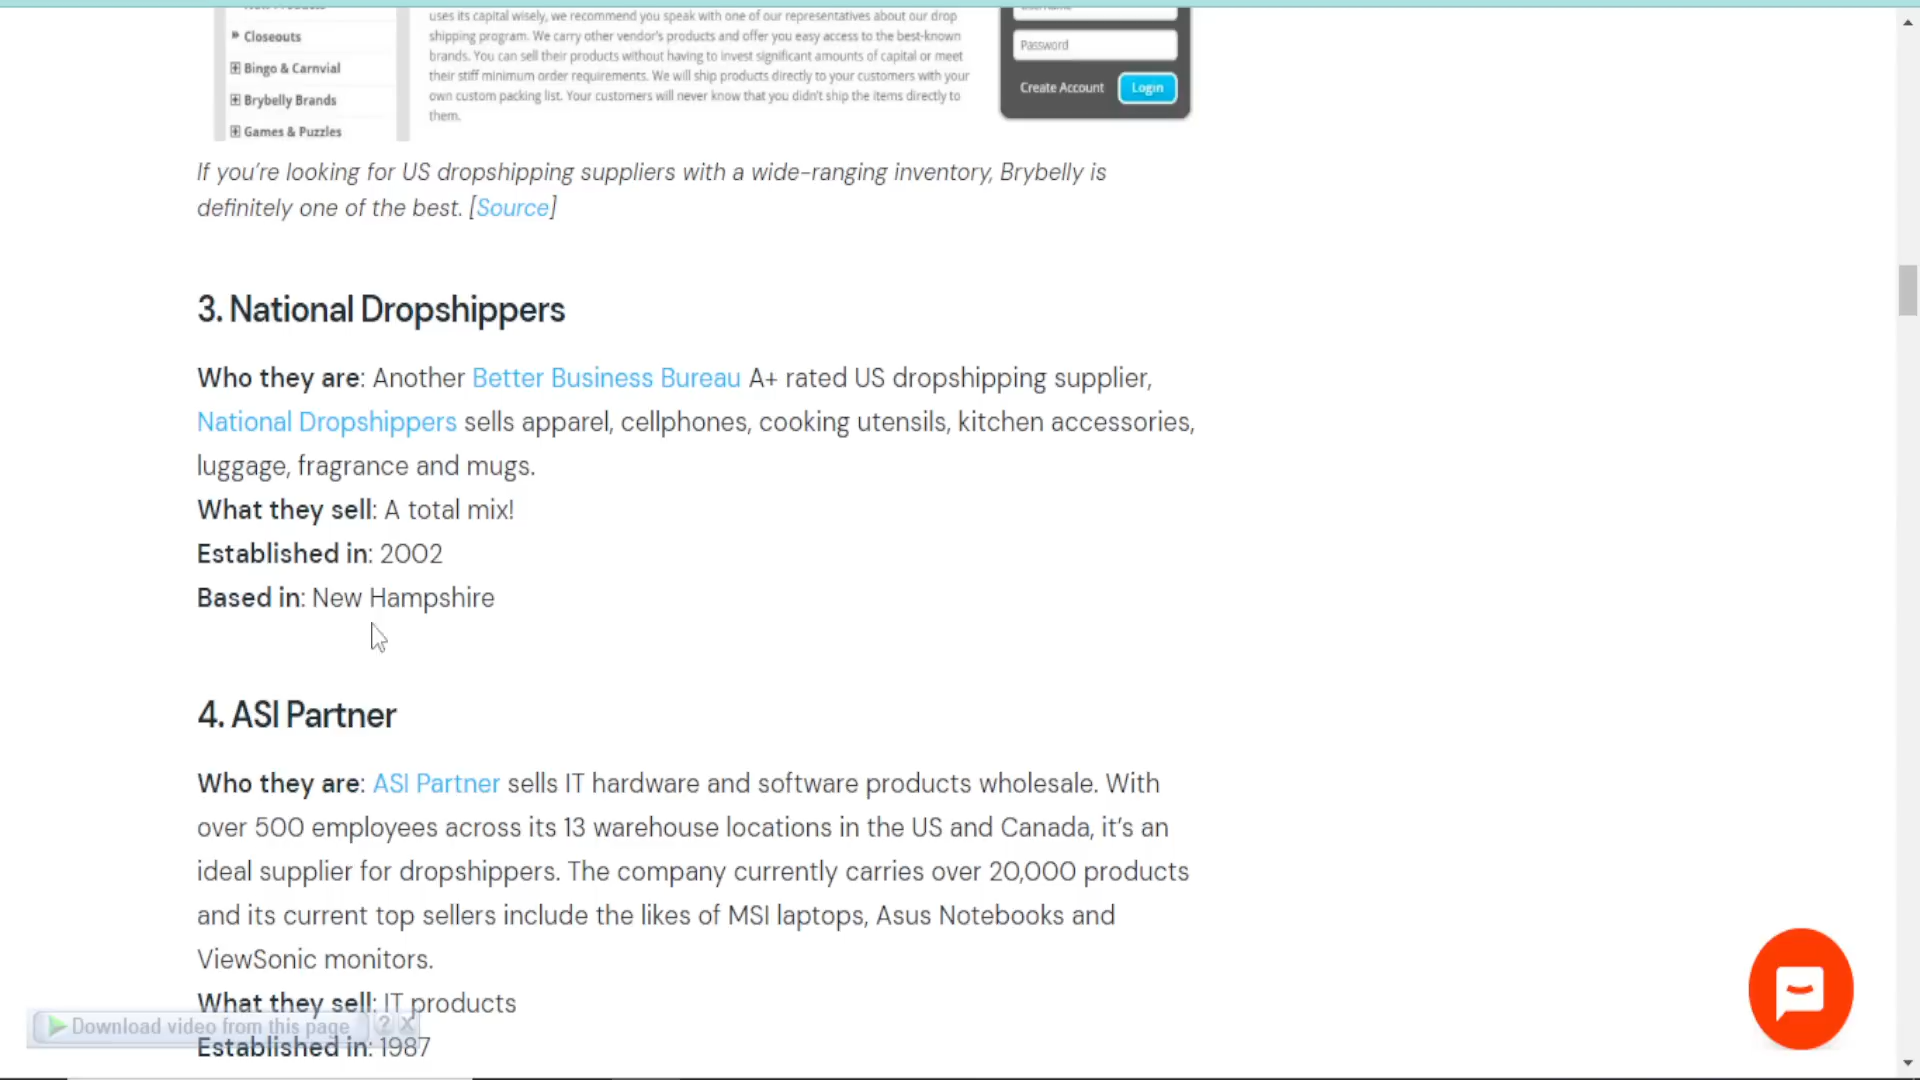 Closeouts
Bingo & Carnvial
Brybelly Brands
Games & Puzzles
uses its capital wisely, we recommend you speak with one of our representatives about our drop
shipping program. We carry other vendor's products and offer you easy access to the best-known
brands. You can sell their products without having to invest significant amounts of capital or meet
their stiff minimum order requirements. We will ship products directly to your customers with your
own custom packing list. Your customers will never know that you didn't ship the items directly to
them.
Password
Create Account Login
If you're looking for US dropshipping suppliers with a wide-ranging inventory, Brybelly is
definitely one of the best. [Source]
3. National Dropshippers
Who they are: Another Better Business Bureau A+ rated US dropshipping supplier,
National Dropshippers sells apparel, cellphones, cooking utensils, kitchen accessories,
luggage, fragrance and mugs.
What they sell: A total mix!
Established in: 2002
Based in: New Hampshire
4. ASI Partner
Who they are: ASI Partner sells IT hardware and software products wholesale. With
over 500 employees across its 13 warehouse locations in the US and Canada, it's an
ideal supplier for dropshippers. The company currently carries over 20,000 products
and its current top sellers include the likes of MSI laptops, Asus Notebooks and
ViewSonic monitors.
What they sell: IT products
Download video from this page ? X
Established in: 1987